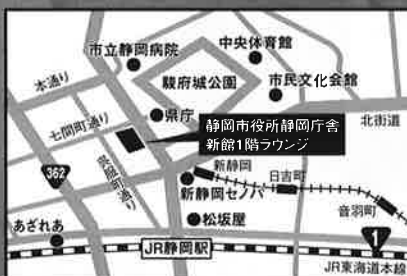 市立静岡病院
中央体育館
本通り
駿府城公園
市民文化会館
県庁
七間町通り
静岡市役所静岡庁舎
新館1階ラウンジ
北街道
呉服町通り
362
新静岡
日吉町
新静岡セノバ
音羽町
松坂屋
あざれあ
JR静岡駅
1
JR東海道本線